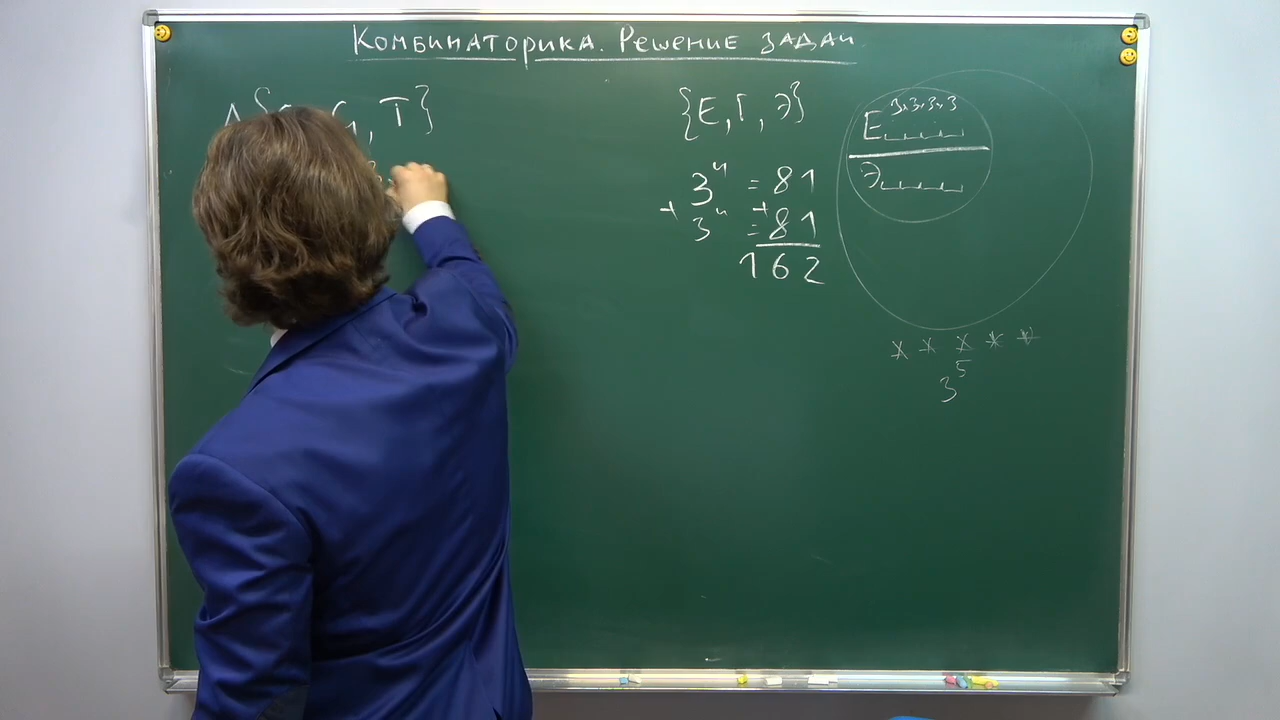 Комбинаторика. Решение задач
G, T}
{Е, Г, Э}
3⁴ = 81
+ 3⁴ = + 81
162
3×3×3×3
Е
Э
× × × × ×
3⁵